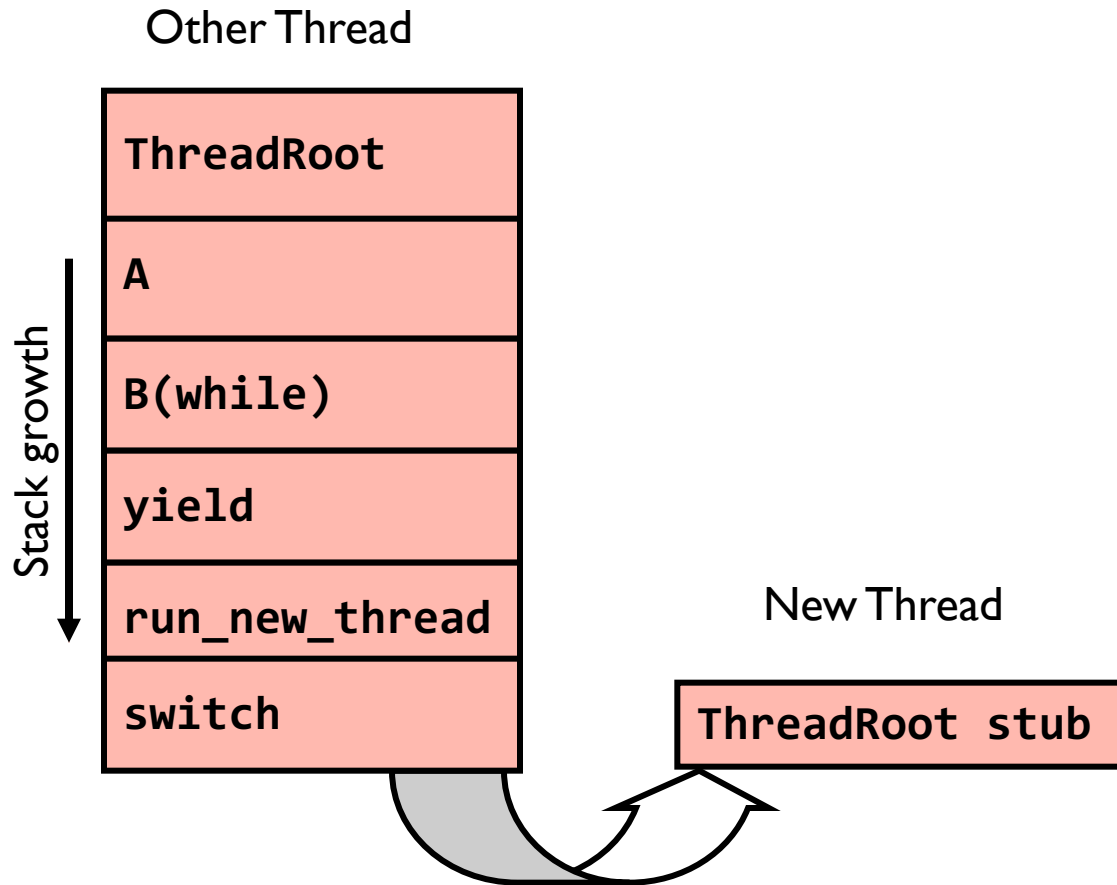 Other Thread
ThreadRoot
A
B(while)
yield
run_new_thread
switch
Stack growth
New Thread
ThreadRoot stub